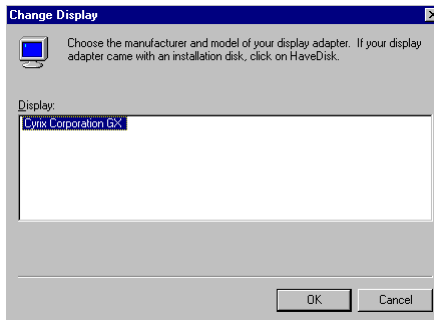 Change Display
Choose the manufacturer and model of your display adapter. If your display
adapter came with an installation disk, click on HaveDisk.
Display:
Cyrix Corporation GX
OK
Cancel